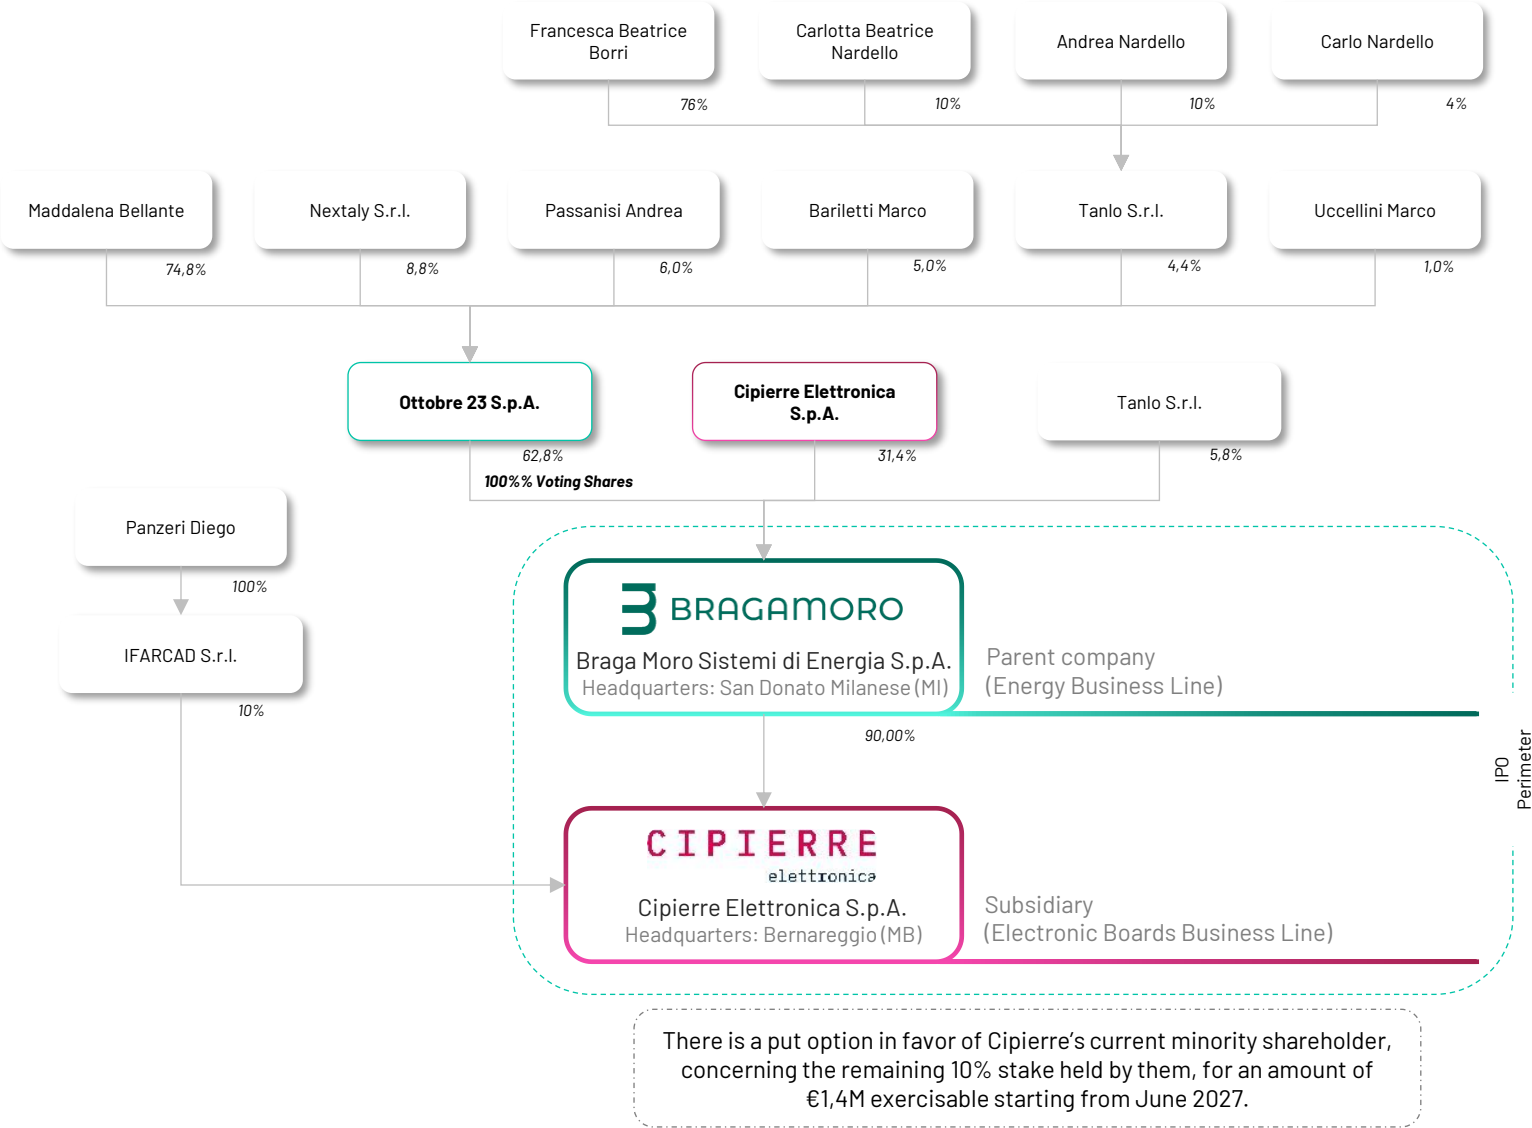 Francesca Beatrice
Borri
Carlotta Beatrice
Nardello
Andrea Nardello
Carlo Nardello
76%
10%
10%
4%
Maddalena Bellante
Nextaly S.r.l.
Passanisi Andrea
Bariletti Marco
Tanlo S.r.l.
Uccellini Marco
74,8%
8,8%
6,0%
5,0%
4,4%
1,0%
Ottobre 23 S.p.A.
Cipierre Elettronica
S.p.A.
Tanlo S.r.l.
62,8%
31,4%
5,8%
100%% Voting Shares
Panzeri Diego
100%
IFARCAD S.r.l.
10%
BRAGAMORO
Braga Moro Sistemi di Energia S.p.A.
Headquarters: San Donato Milanese (MI)
Parent company
(Energy Business Line)
90,00%
IPO
Perimeter
CIPIERRE
elettronica
Cipierre Elettronica S.p.A.
Headquarters: Bernareggio (MB)
Subsidiary
(Electronic Boards Business Line)
There is a put option in favor of Cipierre's current minority shareholder,
concerning the remaining 10% stake held by them, for an amount of
€1,4M exercisable starting from June 2027.